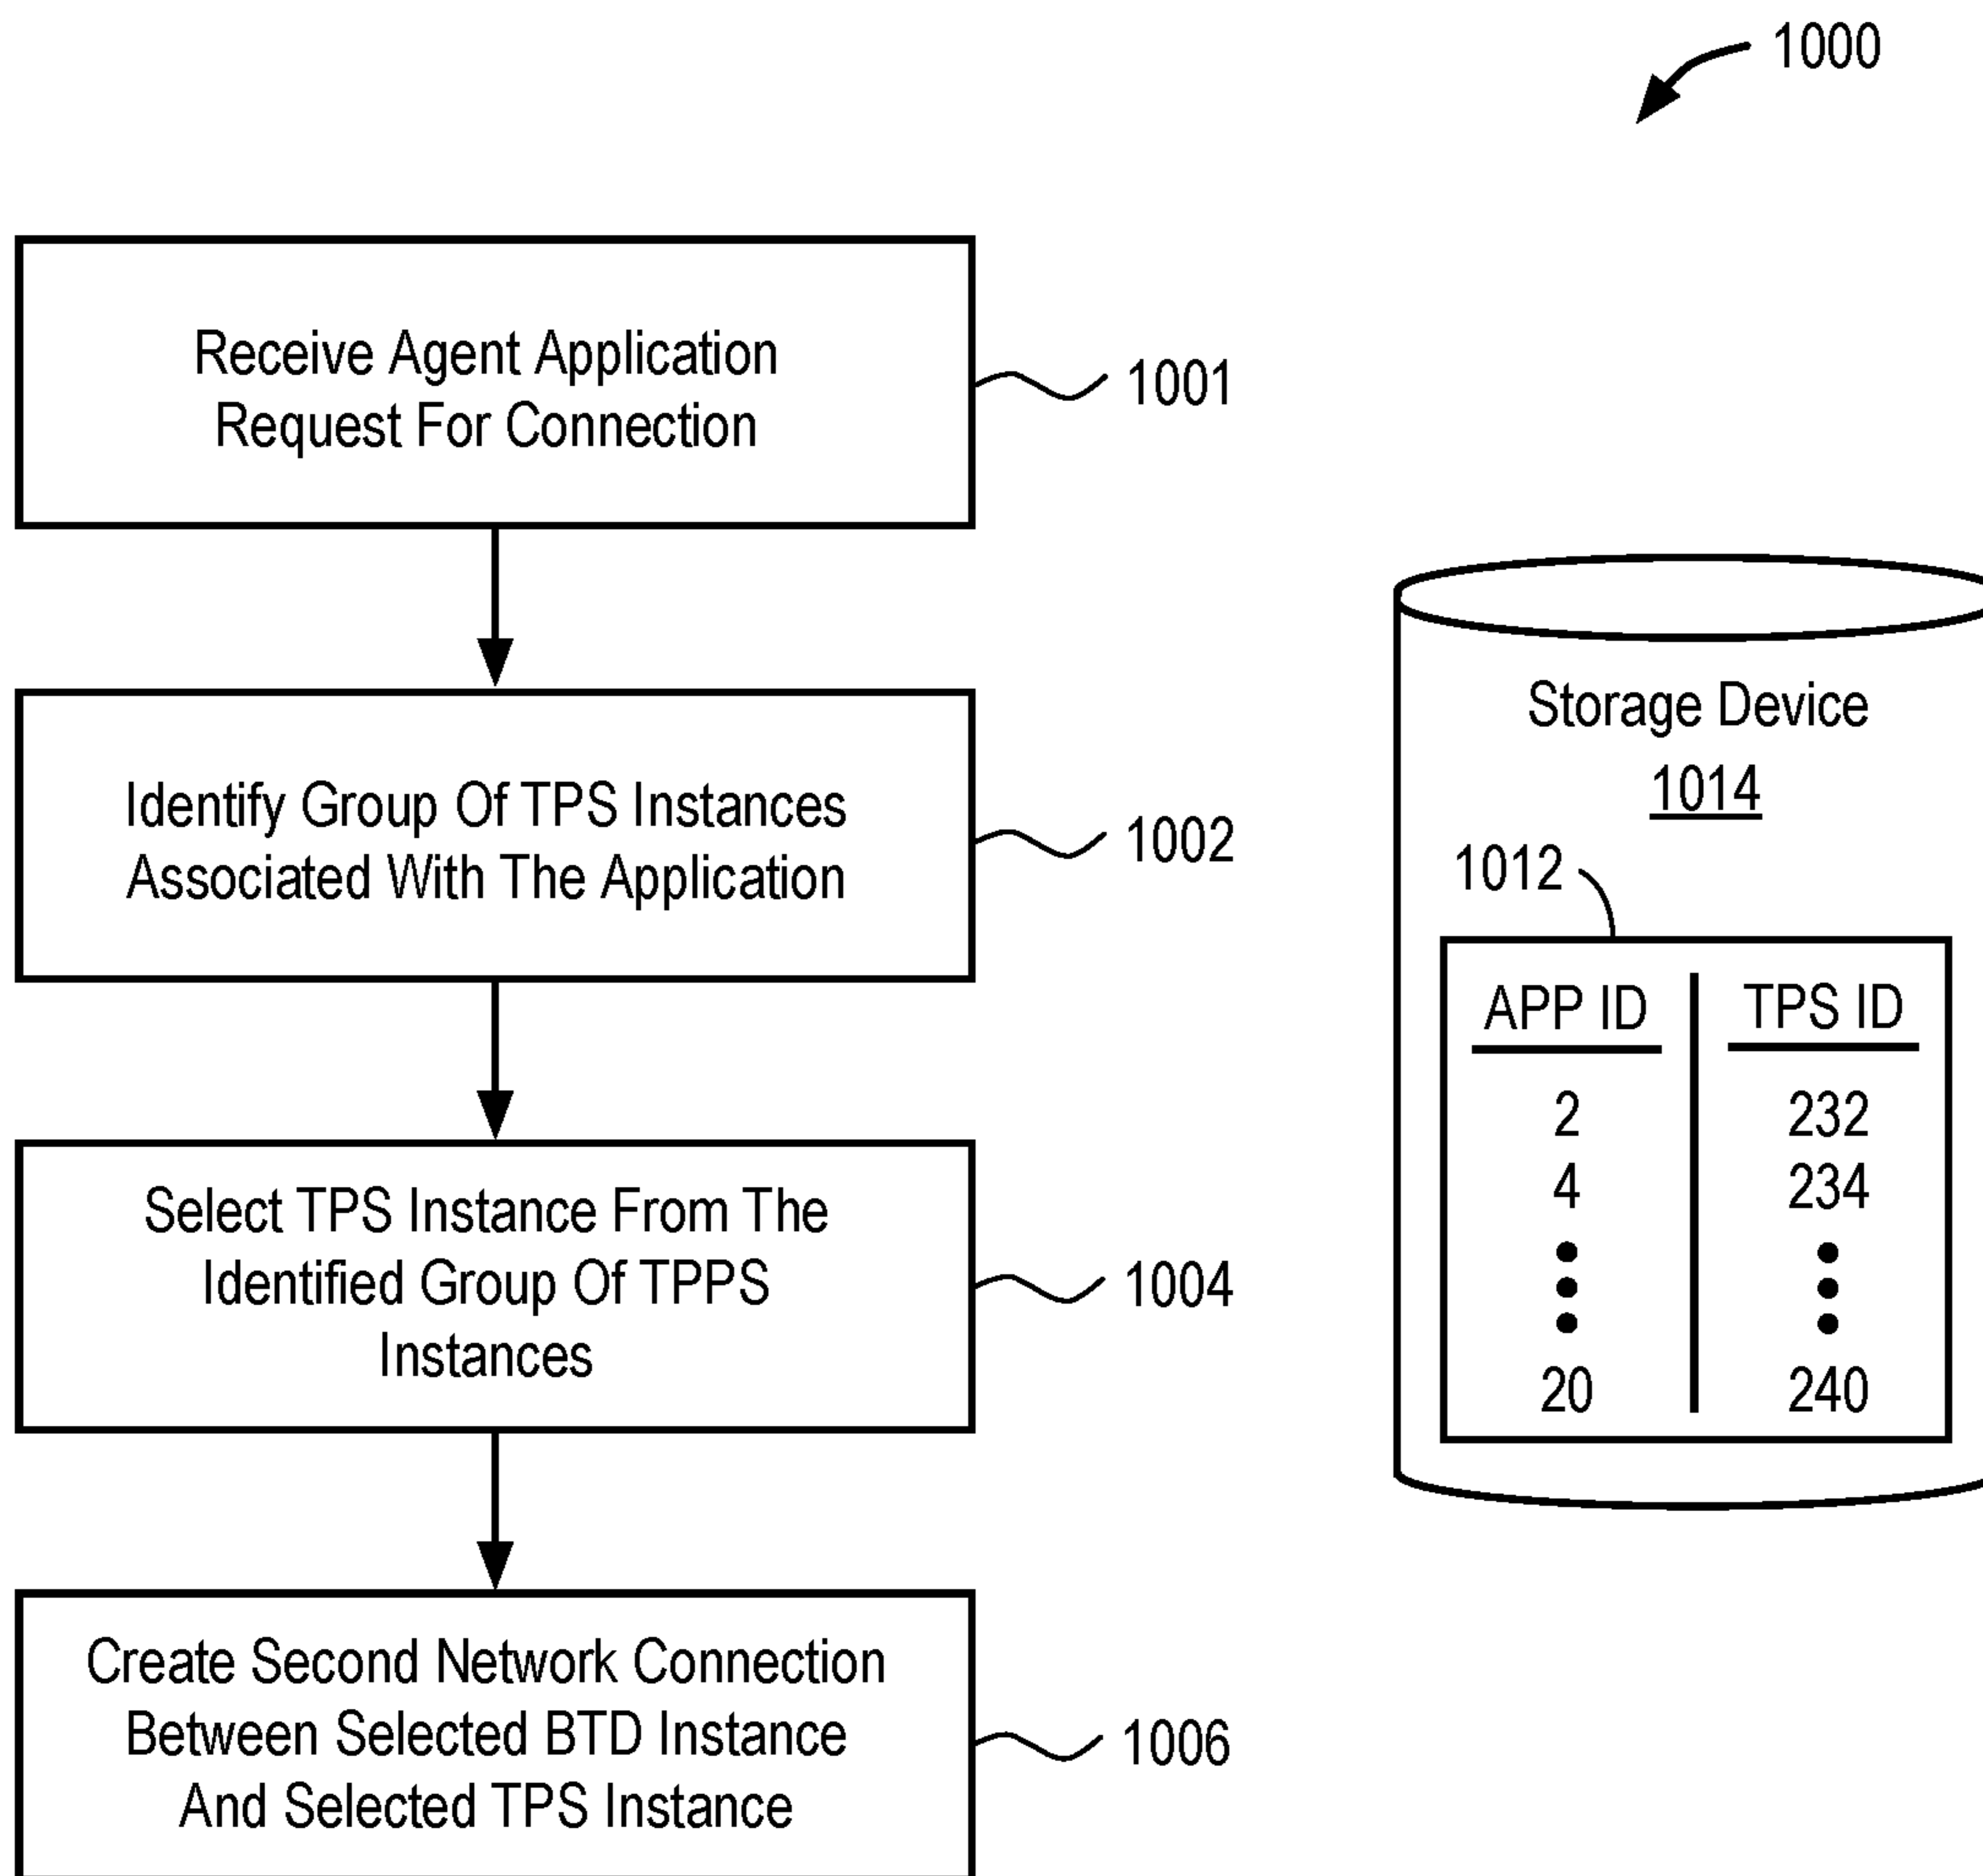 1000
Receive Agent Application
Request For Connection
1001
Identify Group Of TPS Instances
Associated With The Application
1002
Select TPS Instance From The
Identified Group Of TPPS
Instances
1004
Create Second Network Connection
Between Selected BTD Instance
And Selected TPS Instance
1006
Storage Device
1014
1012
APP ID TPS ID
2 232
4 234
20 240